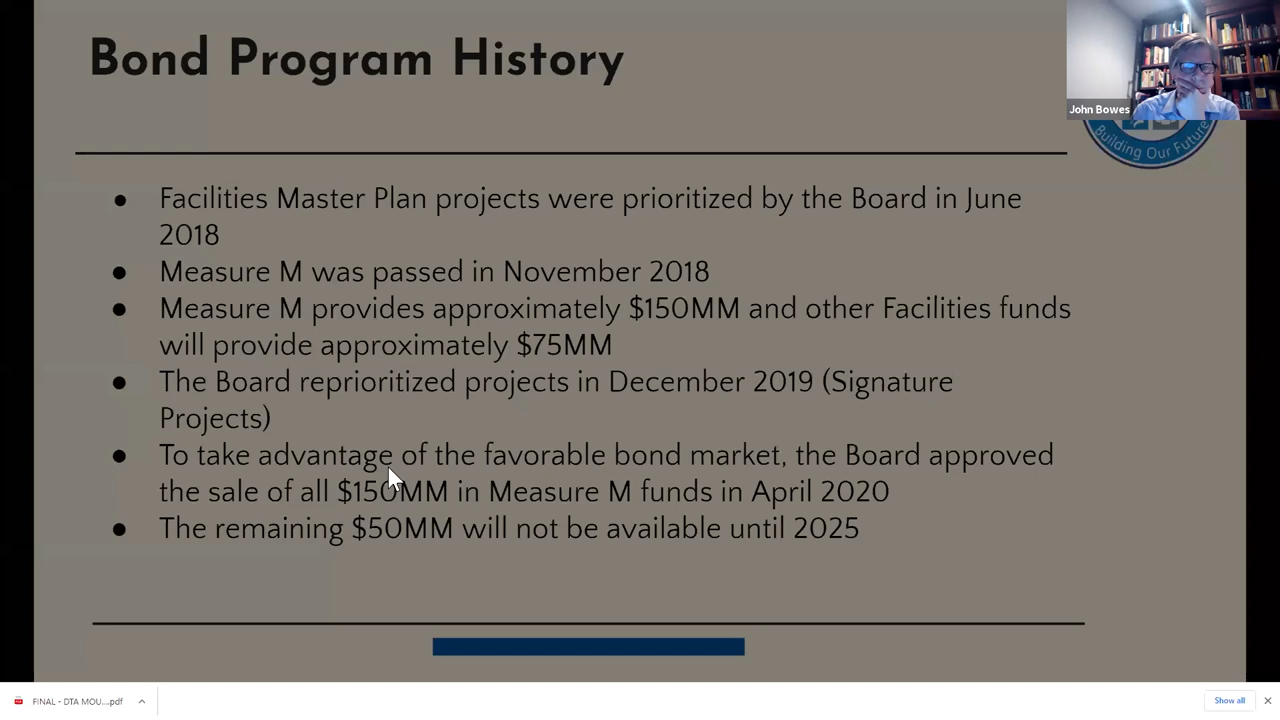 Bond Program History
John Bowes
Building Our Future
● Facilities Master Plan projects were prioritized by the Board in June
2018
● Measure M was passed in November 2018
● Measure M provides approximately $150MM and other Facilities funds
will provide approximately $75MM
● The Board reprioritized projects in December 2019 (Signature
Projects)
● To take advantage of the favorable bond market, the Board approved
the sale of all $150MM in Measure M funds in April 2020
● The remaining $50MM will not be available until 2025
FINAL - DTA MOU....pdf
Show all